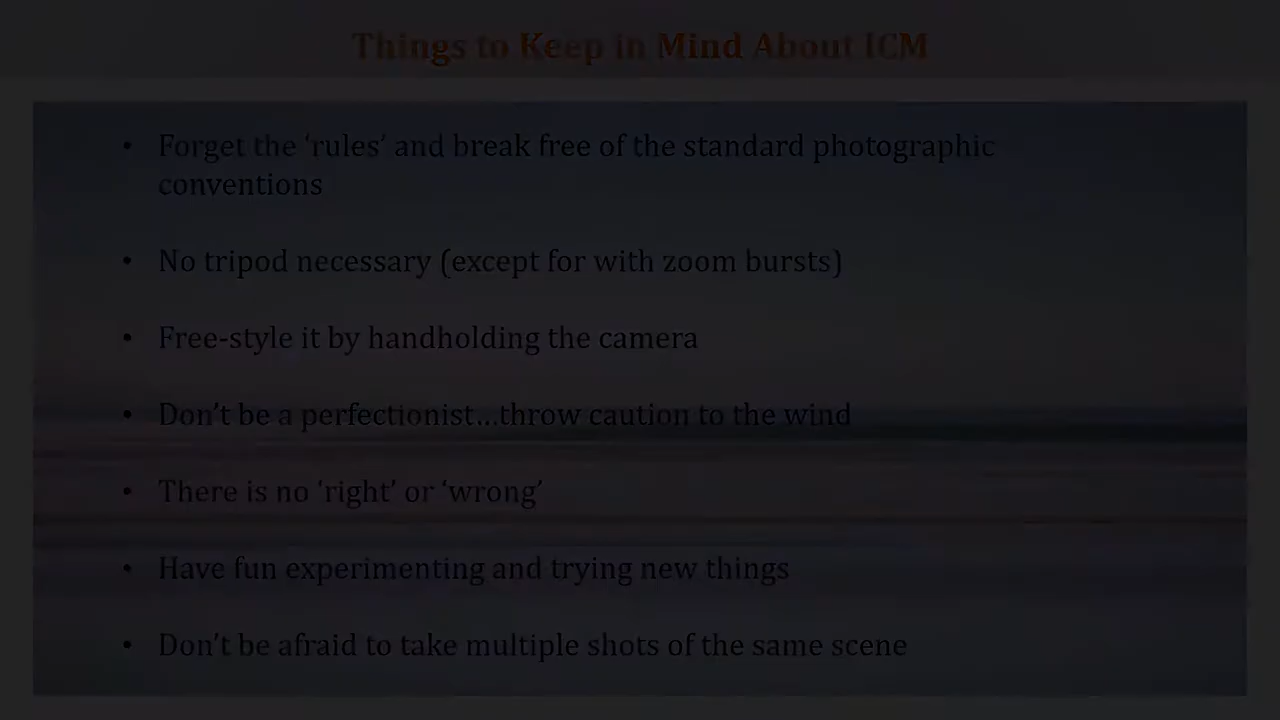 Things to Keep in Mind About ICM
• Forget the ‘rules’ and break free of the standard photographic
conventions
• No tripod necessary (except for with zoom bursts)
• Free-style it by handholding the camera
• Don’t be a perfectionist…throw caution to the wind
• There is no ‘right’ or ‘wrong’
• Have fun experimenting and trying new things
• Don’t be afraid to take multiple shots of the same scene